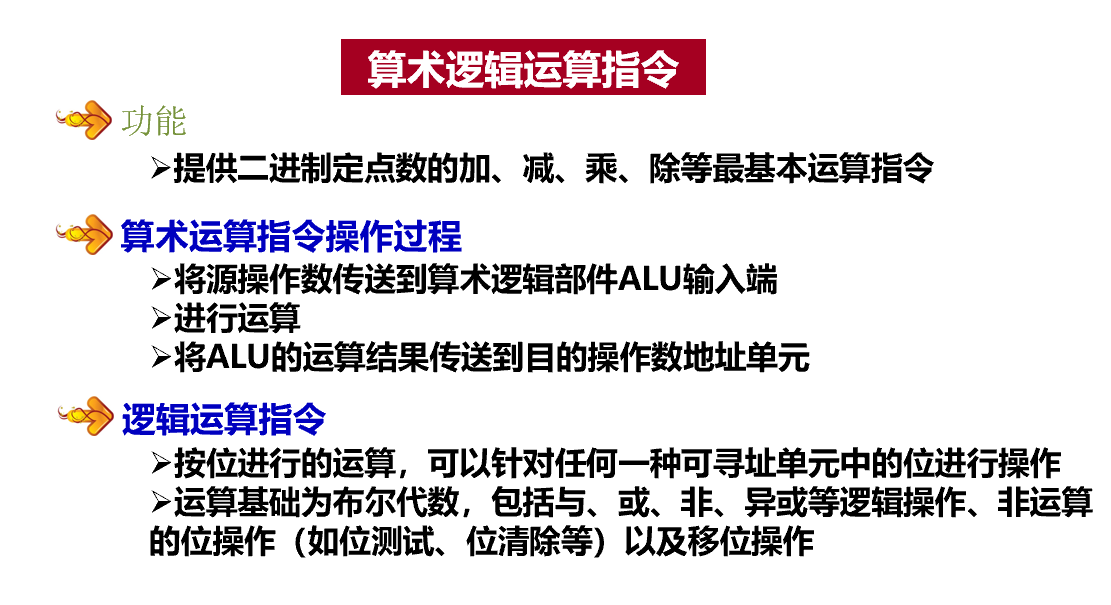 算术逻辑运算指令
功能
➢提供二进制定点数的加、减、乘、除等最基本运算指令
算术运算指令操作过程
➢将源操作数传送到算术逻辑部件ALU输入端
➢进行运算
➢将ALU的运算结果传送到目的操作数地址单元
逻辑运算指令
➢按位进行的运算，可以针对任何一种可寻址单元中的位进行操作
➢运算基础为布尔代数，包括与、或、非、异或等逻辑操作、非运算
的位操作（如位测试、位清除等）以及移位操作